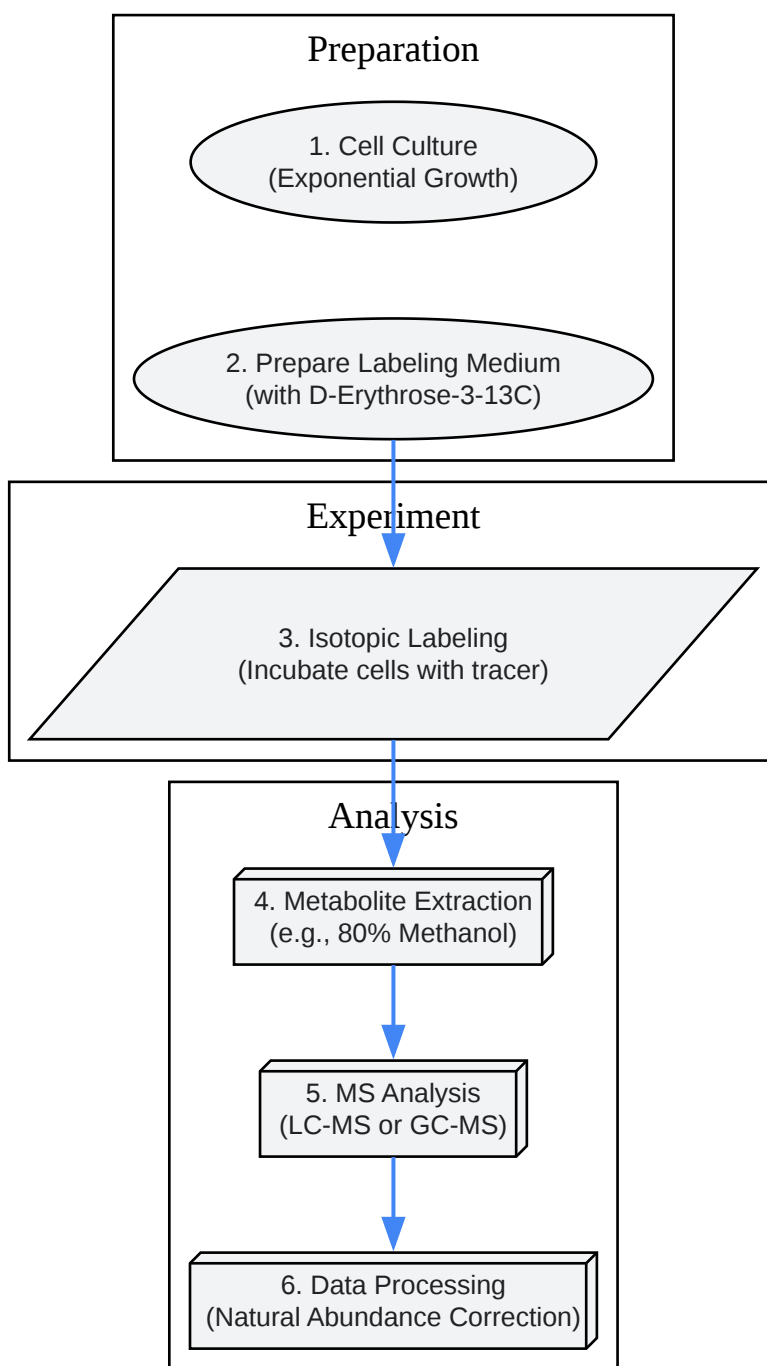 Preparation
1. Cell Culture
(Exponential Growth)
2. Prepare Labeling Medium
(with D-Erythrose-3-13C)
Experiment
3. Isotopic Labeling
(Incubate cells with tracer)
Analysis
4. Metabolite Extraction
(e.g., 80% Methanol)
5. MS Analysis
(LC-MS or GC-MS)
6. Data Processing
(Natural Abundance Correction)